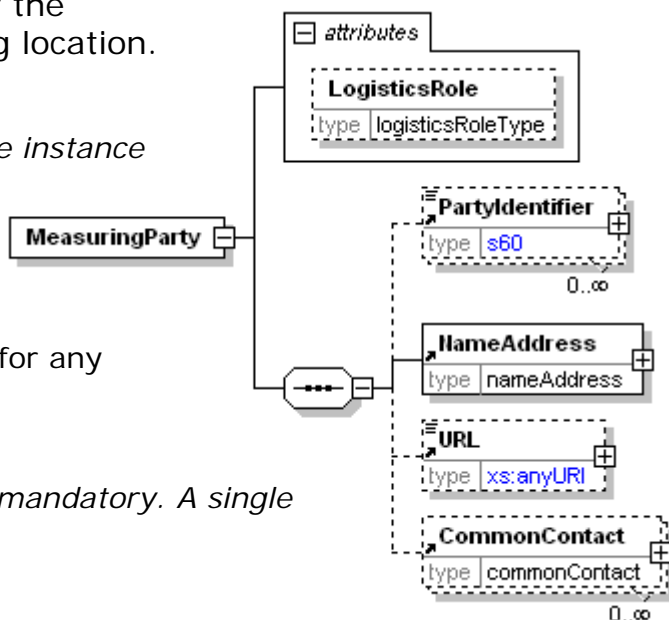 the
g location.
e instance
for any
mandatory. A single
attributes
LogisticsRole
type logisticsRoleType
MeasuringParty
PartyIdentifier
type s60
0..∞
NameAddress
type nameAddress
URL
type xs:anyURI
CommonContact
type commonContact
0..∞